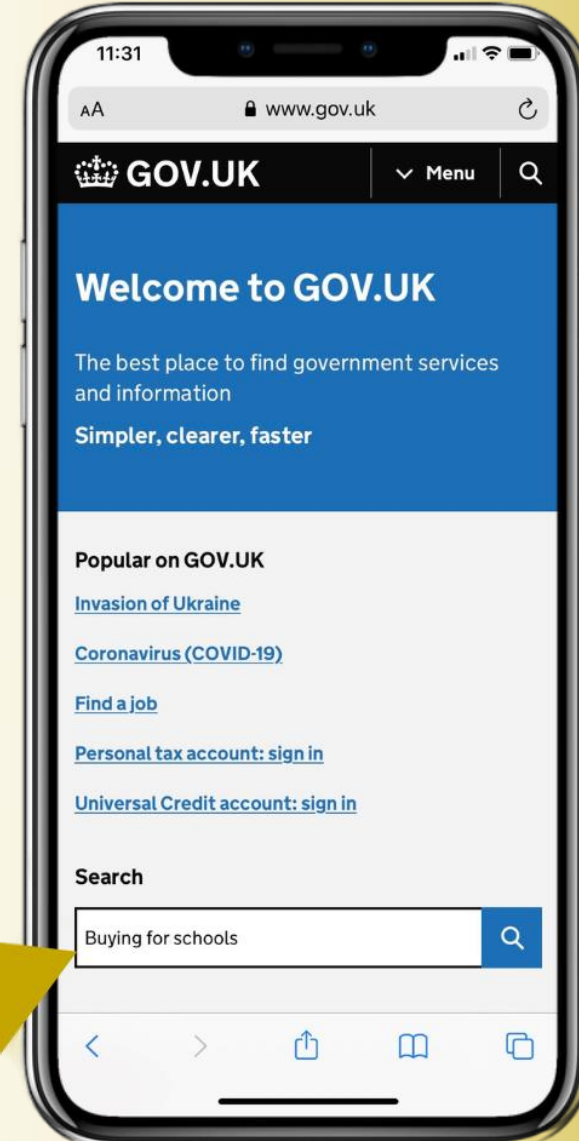 11:31
AA www.gov.uk
GOV.UK Menu
Welcome to GOV.UK
The best place to find government services
and information
Simpler, clearer, faster
Popular on GOV.UK
Invasion of Ukraine
Coronavirus (COVID-19)
Find a job
Personal tax account: sign in
Universal Credit account: sign in
Search
Buying for schools